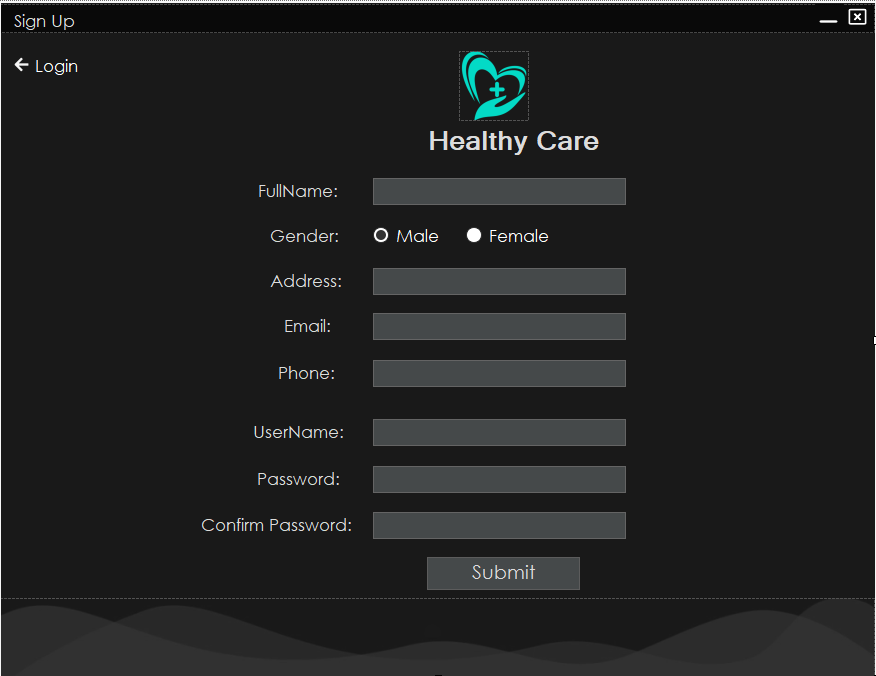 Sign Up
Login
Healthy Care
FullName:
Gender: Male Female
Address:
Email:
Phone:
UserName:
Password:
Confirm Password:
Submit